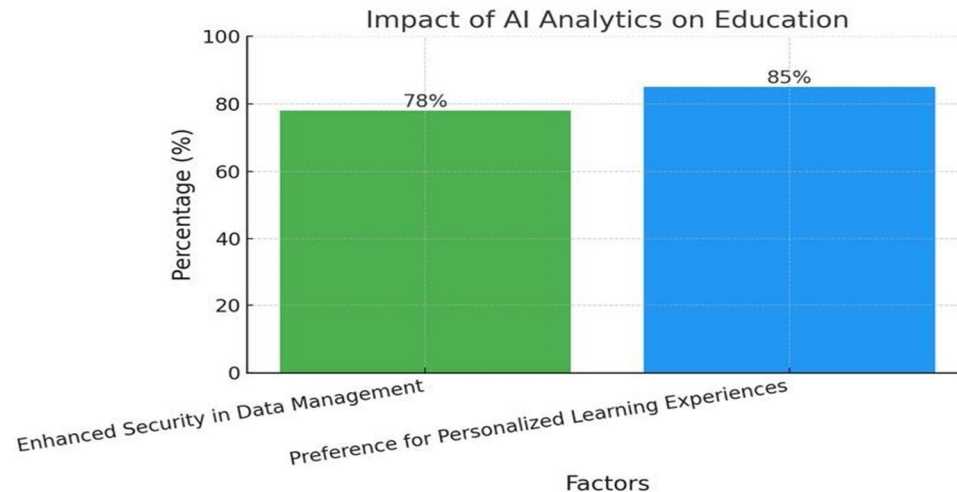 Impact of AI Analytics on Education
100
80
60
40
20
0
Percentage (%)
78%
85%
Enhanced Security in Data Management
Preference for Personalized Learning Experiences
Factors